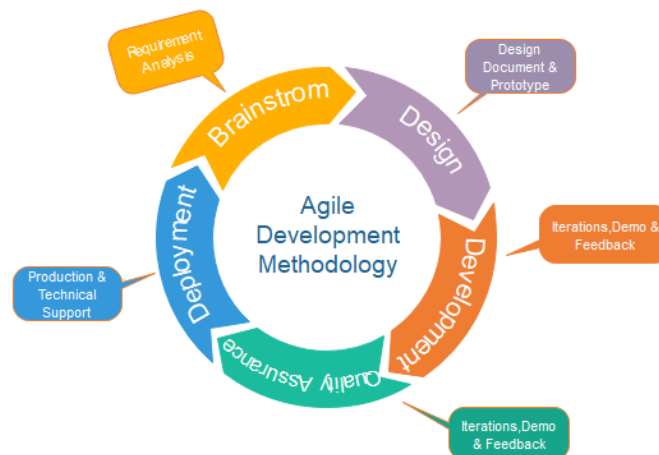 Requirement
Analysis
Brainstrom
Design
Document &
Prototype
Design
Agile
Development
Methodology
Iterations,Demo &
Feedback
Development
Production &
Technical
Support
Deployment
Quality Assurance
Iterations,Demo
& Feedback